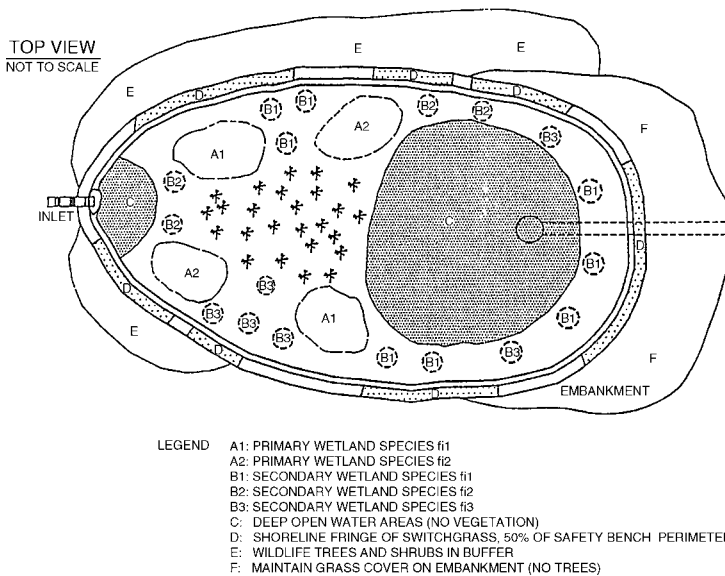 TOP VIEW
NOT TO SCALE
E
E
E
D
D
D
B1
B1
B2
B2
F
A2
B3
B1
A1
B2
B1
C
INLET
C
B2
D
A2
B1
B3
D
A1
B1
B3
B3
B3
E
D
B1
B1
B3
F
D
EMBANKMENT
LEGEND
A1: PRIMARY WETLAND SPECIES fi1
A2: PRIMARY WETLAND SPECIES fi2
B1: SECONDARY WETLAND SPECIES fi1
B2: SECONDARY WETLAND SPECIES fi2
B3: SECONDARY WETLAND SPECIES fi3
C: DEEP OPEN WATER AREAS (NO VEGETATION)
D: SHORELINE FRINGE OF SWITCHGRASS, 50% OF SAFETY BENCH PERIMETER
E: WILDLIFE TREES AND SHRUBS IN BUFFER
F: MAINTAIN GRASS COVER ON EMBANKMENT (NO TREES)